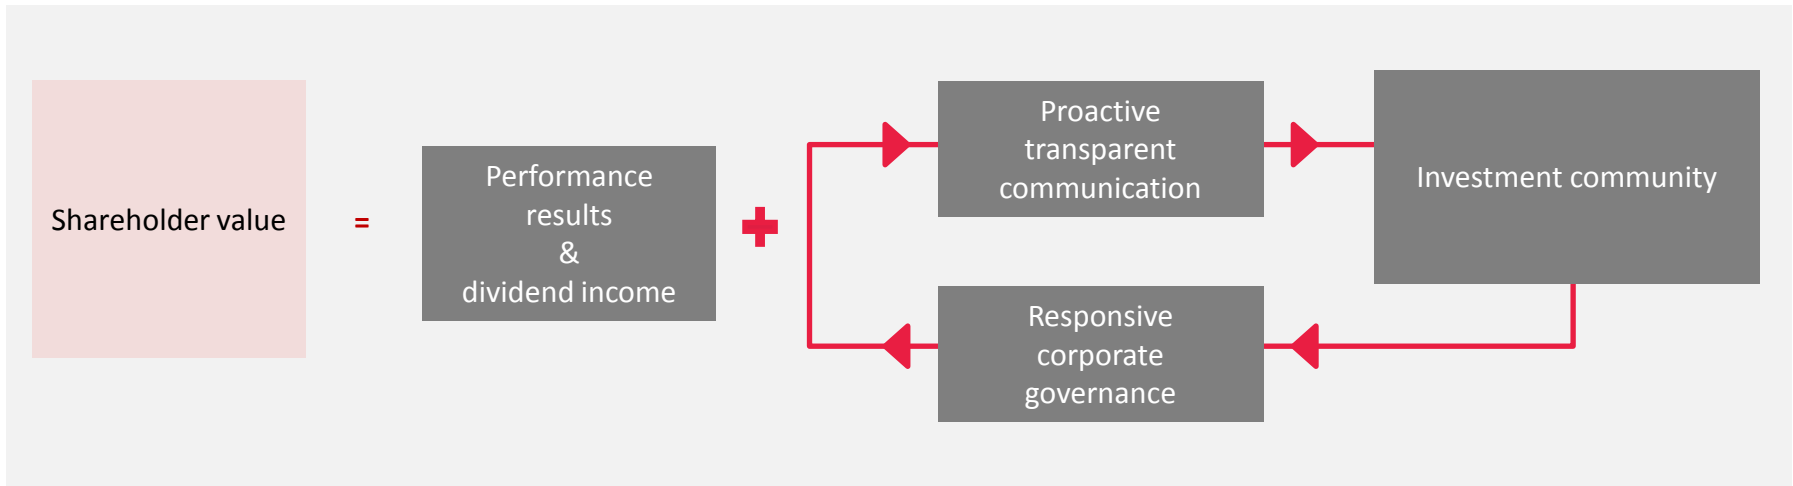 Shareholder value
=
Performance
results
&
dividend income
Proactive
transparent
communication
Investment community
Responsive
corporate
governance